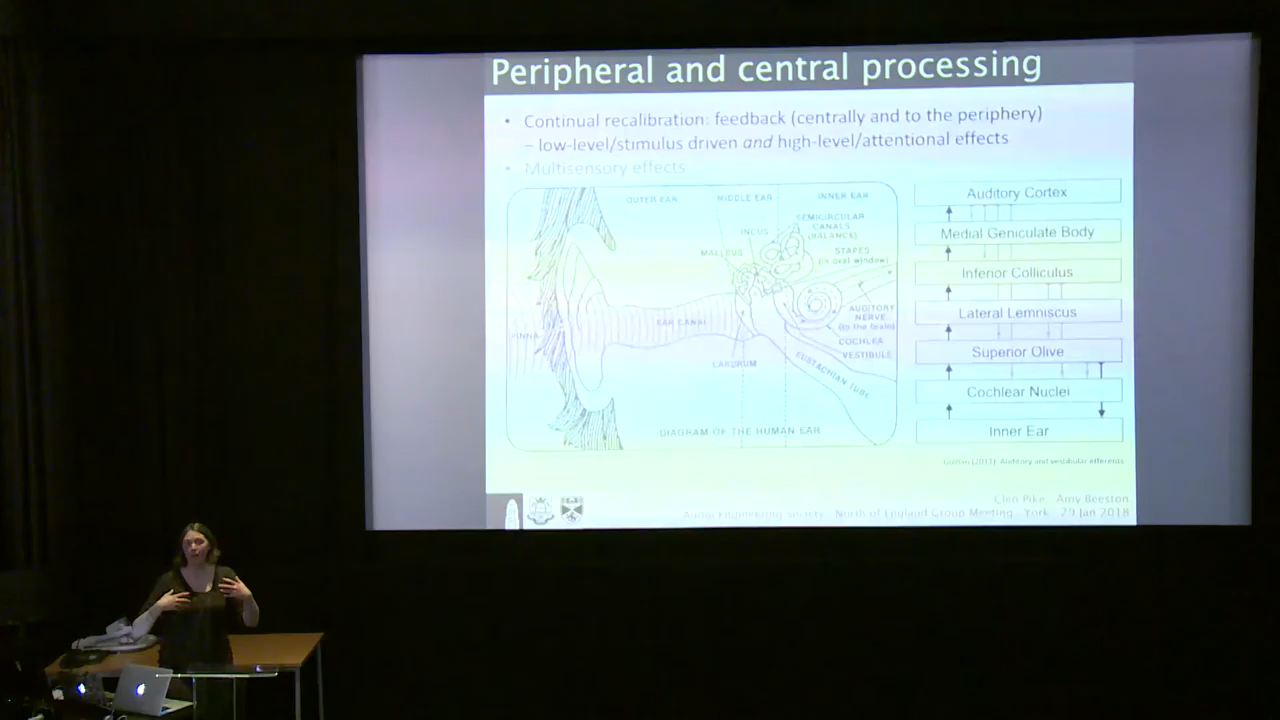 Peripheral and central processing
• Continual recalibration: feedback (centrally and to the periphery)
– low-level/stimulus driven and high-level/attentional effects
• Multisensory effects
OUTER EAR
MIDDLE EAR
INNER EAR
SEMICIRCULAR
CANALS
(BALANCE)
INCUS
STAPES
(in oval window)
MALLEUS
AUDITORY
NERVE
(to the brain)
EAR CANAL
PINNA
COCHLEA
VESTIBULE
EARDRUM
EUSTACHIAN TUBE
DIAGRAM OF THE HUMAN EAR
Auditory Cortex
Medial Geniculate Body
Inferior Colliculus
Lateral Lemniscus
Superior Olive
Cochlear Nuclei
Inner Ear
(2011). Auditory and vestibular efferents
Cleo Pike Amy Beeston
Audio Engineering Society North of England Group Meeting York 29 Jan 2018